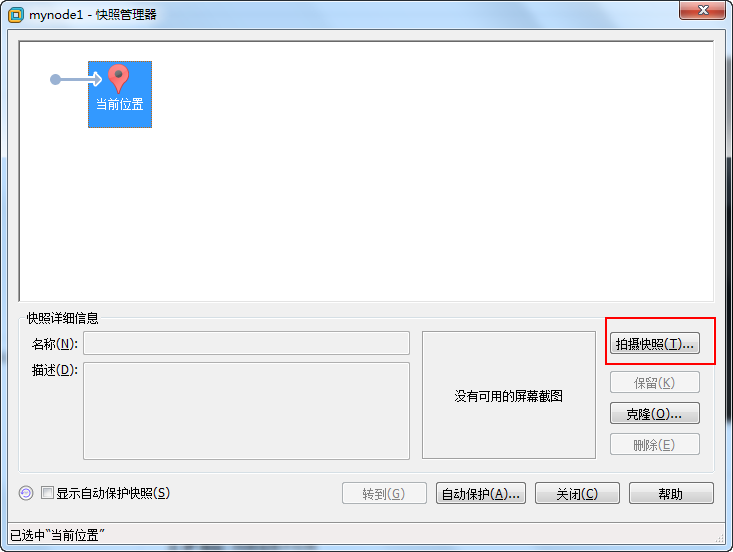 mynode1 - 快照管理器
当前位置
快照详细信息
名称(N):
描述(D):
没有可用的屏幕截图
拍摄快照(T)...
保留(K)
克隆(O)...
删除(E)
显示自动保护快照(S)
转到(G)
自动保护(A)...
关闭(C)
帮助
已选中"当前位置"